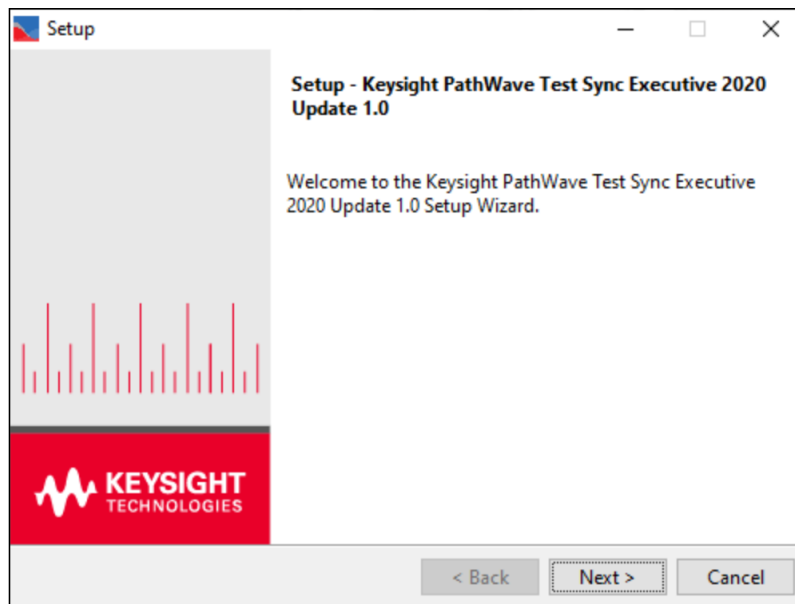 Setup
Setup - Keysight PathWave Test Sync Executive 2020
Update 1.0
Welcome to the Keysight PathWave Test Sync Executive
2020 Update 1.0 Setup Wizard.
KEYSIGHT
TECHNOLOGIES
< Back
Next >
Cancel